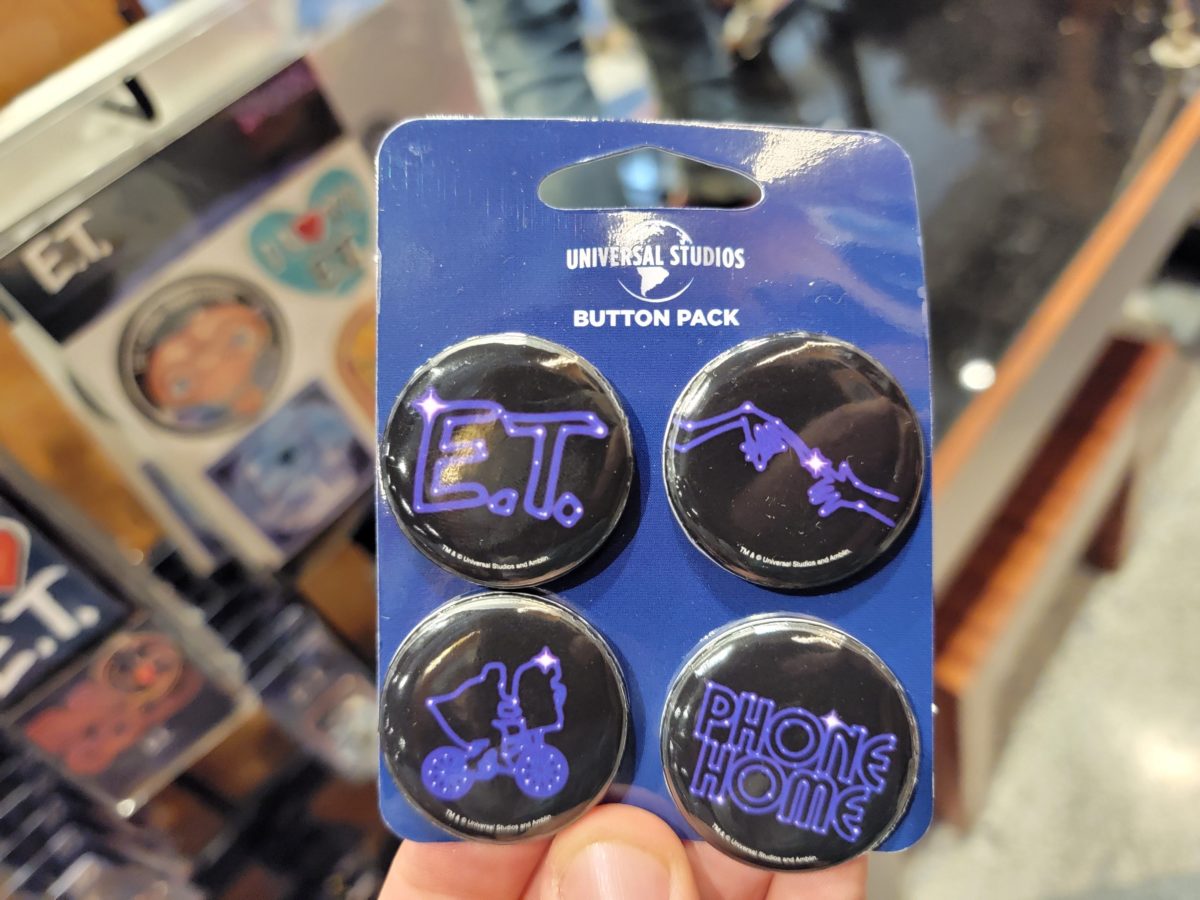 UNIVERSAL STUDIOS
BUTTON PACK
E.T.
TM & © Universal Studios and Amblin.
TM & © Universal Studios and Amblin.
TM & © Universal Studios and Amblin.
PHONE
HOME
TM & © Universal Studios and Amblin.
E.T.
E.T.
E.T.